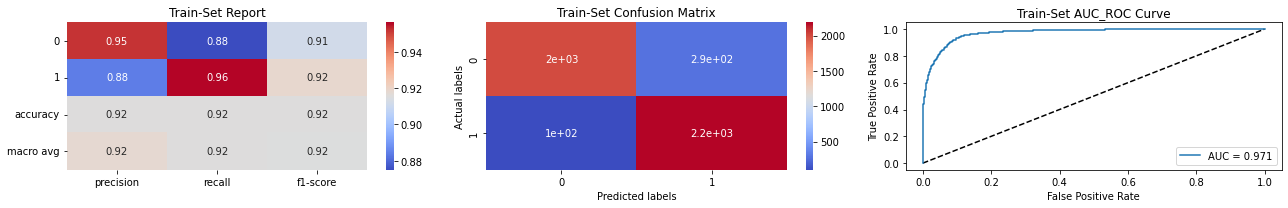 Train-Set Report
0
0.95
0.88
0.91
1
0.88
0.96
0.92
accuracy
0.92
0.92
0.92
macro avg
0.92
0.92
0.92
precision
recall
f1-score
0.94
0.92
0.90
0.88
Train-Set Confusion Matrix
Actual labels
0
2e+03
2.9e+02
1
1e+02
2.2e+03
0
1
Predicted labels
2000
1500
1000
500
Train-Set AUC_ROC Curve
True Positive Rate
1.0
0.8
0.6
0.4
0.2
0.0
AUC = 0.971
0.0
0.2
0.4
0.6
0.8
1.0
False Positive Rate